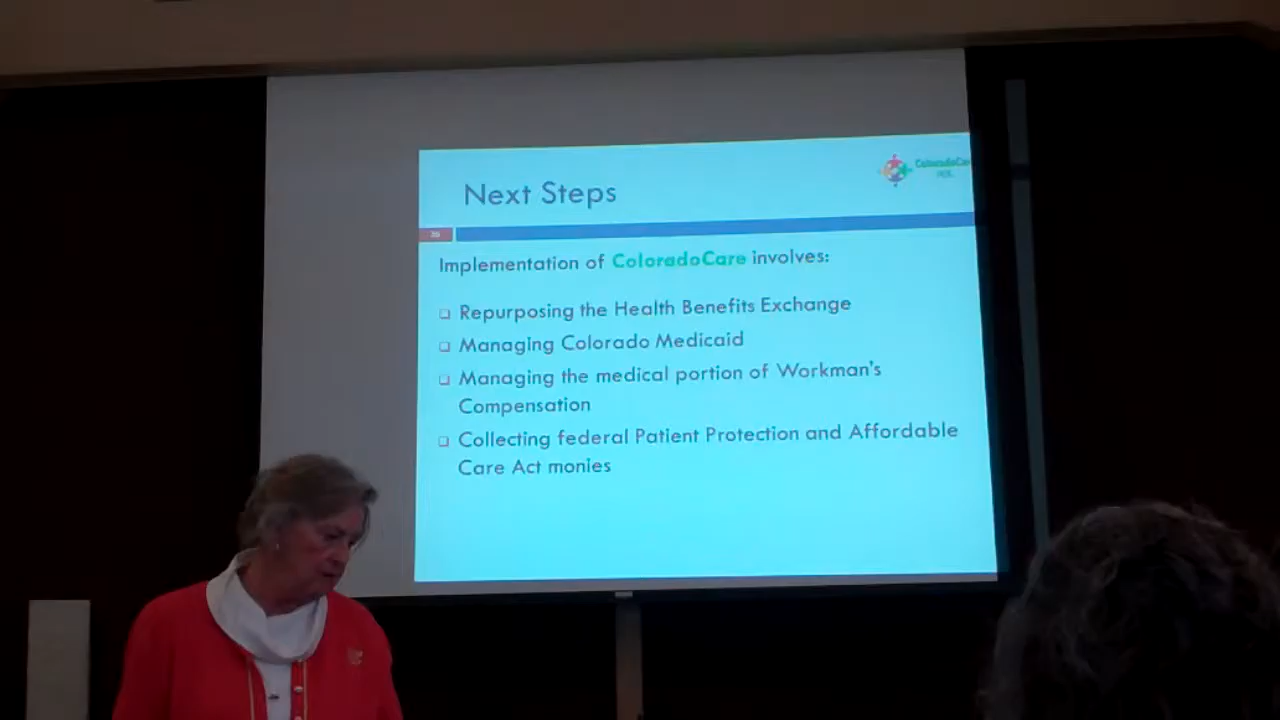 ColoradoCa
Next Steps
Implementation of ColoradoCare involves:
❑ Repurposing the Health Benefits Exchange
❑ Managing Colorado Medicaid
❑ Managing the medical portion of Workman's
Compensation
❑ Collecting federal Patient Protection and Affordable
Care Act monies